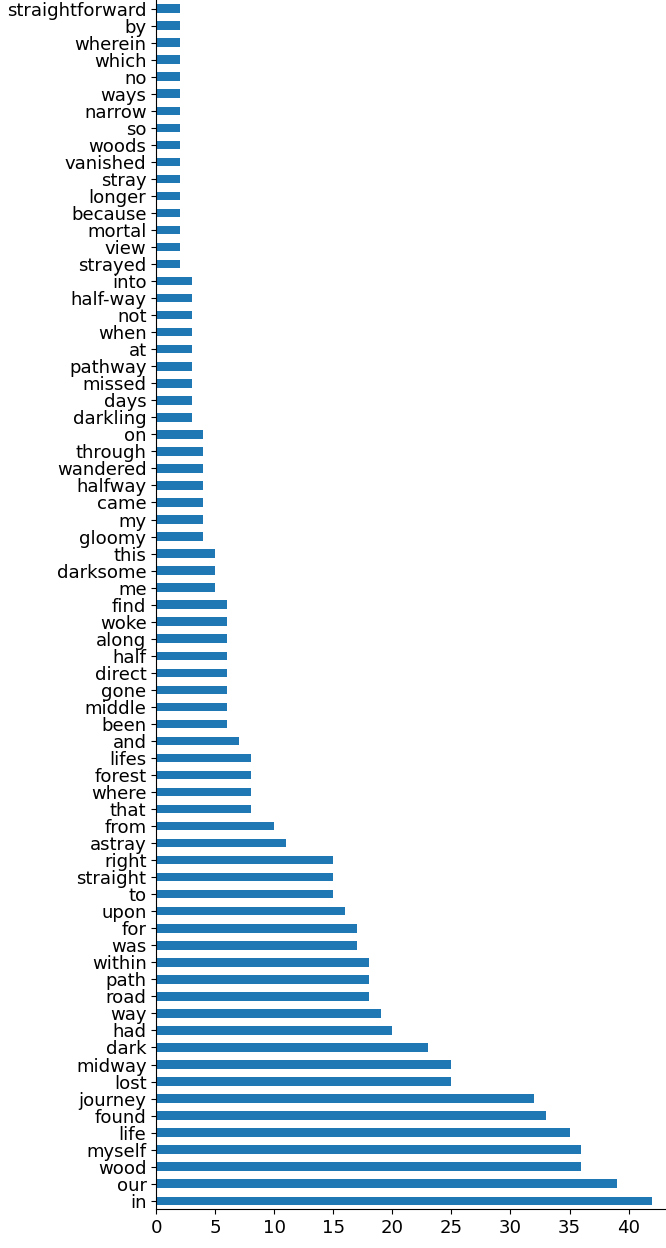 straightforward
by
wherein
which
no
ways
narrow
so
woods
vanished
stray
longer
because
mortal
view
strayed
into
half-way
not
when
at
pathway
missed
days
darkling
on
through
wandered
halfway
came
my
gloomy
this
darksome
me
find
woke
along
half
direct
gone
middle
been
and
lifes
forest
where
that
from
astray
right
straight
to
upon
for
was
within
path
road
way
had
dark
midway
lost
journey
found
life
myself
wood
our
in
0 5 10 15 20 25 30 35 40